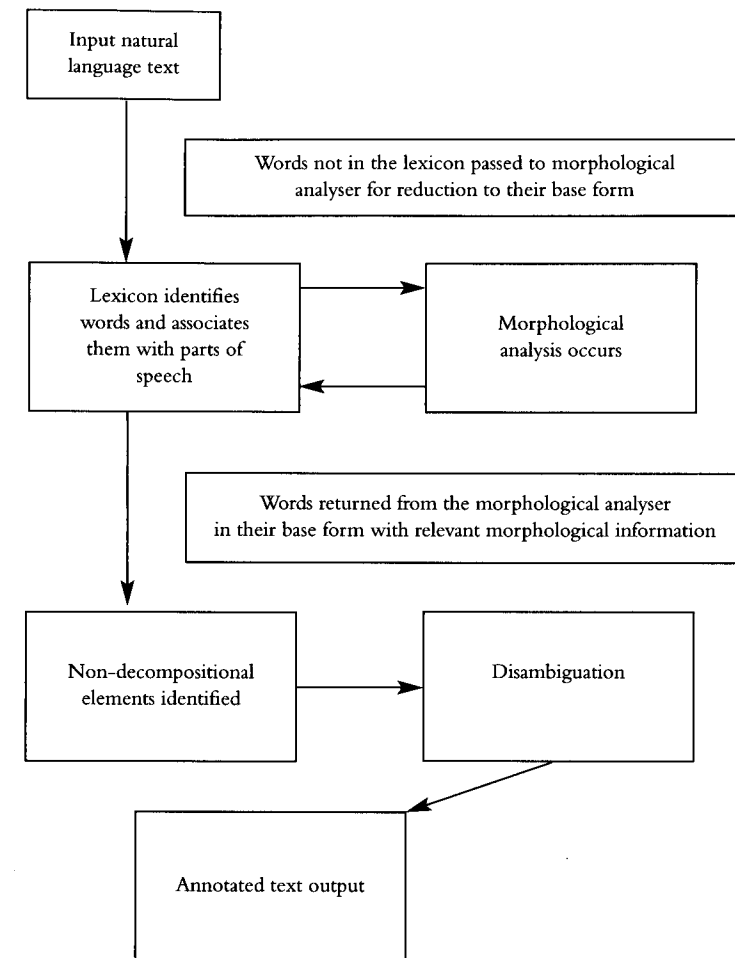 Input natural
language text
Words not in the lexicon passed to morphological
analyser for reduction to their base form
Lexicon identifies
words and associates
them with parts of
speech
Morphological
analysis occurs
Words returned from the morphological analyser
in their base form with relevant morphological information
Non-decompositional
elements identified
Disambiguation
Annotated text output